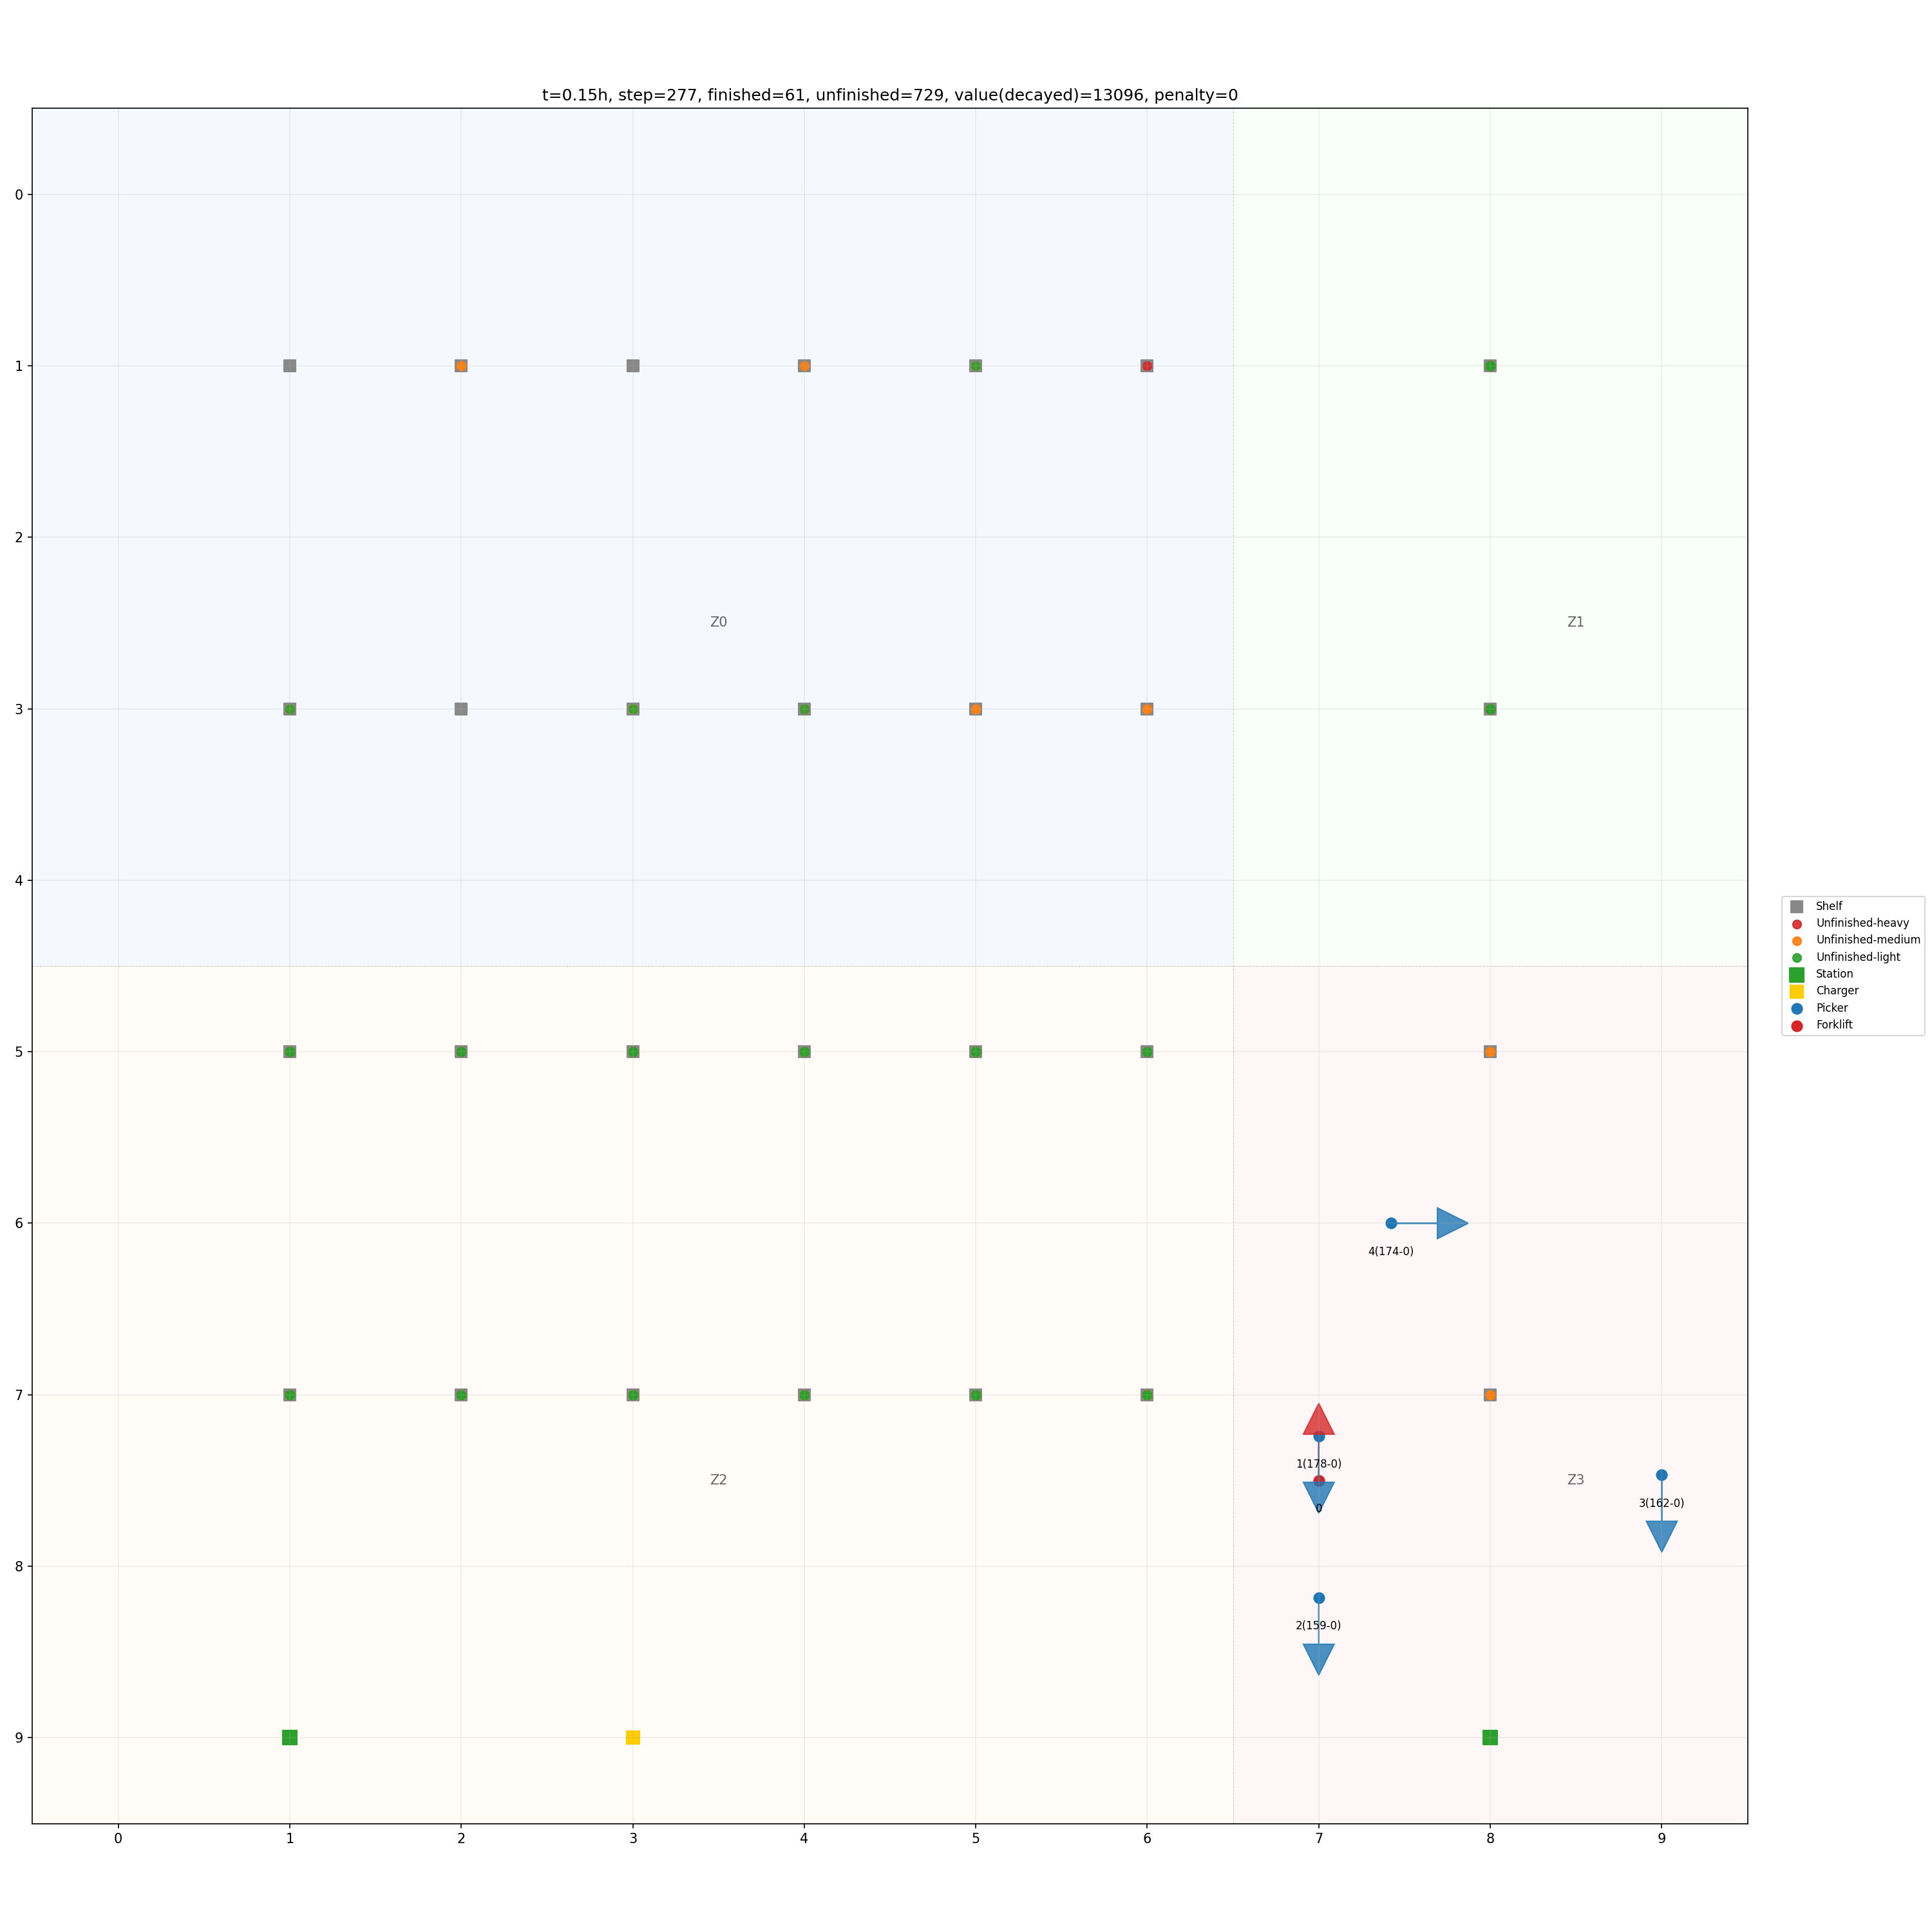 t=0.15h, step=277, finished=61, unfinished=729, value(decayed)=13096, penalty=0
0
1
2
Z0
Z1
3
4
Shelf
Unfinished-heavy
Unfinished-medium
Unfinished-light
Station
Charger
Picker
Forklift
5
6
4(174-0)
7
1(178-0)
Z2
Z3
0
3(162-0)
8
2(159-0)
9
0 1 2 3 4 5 6 7 8 9